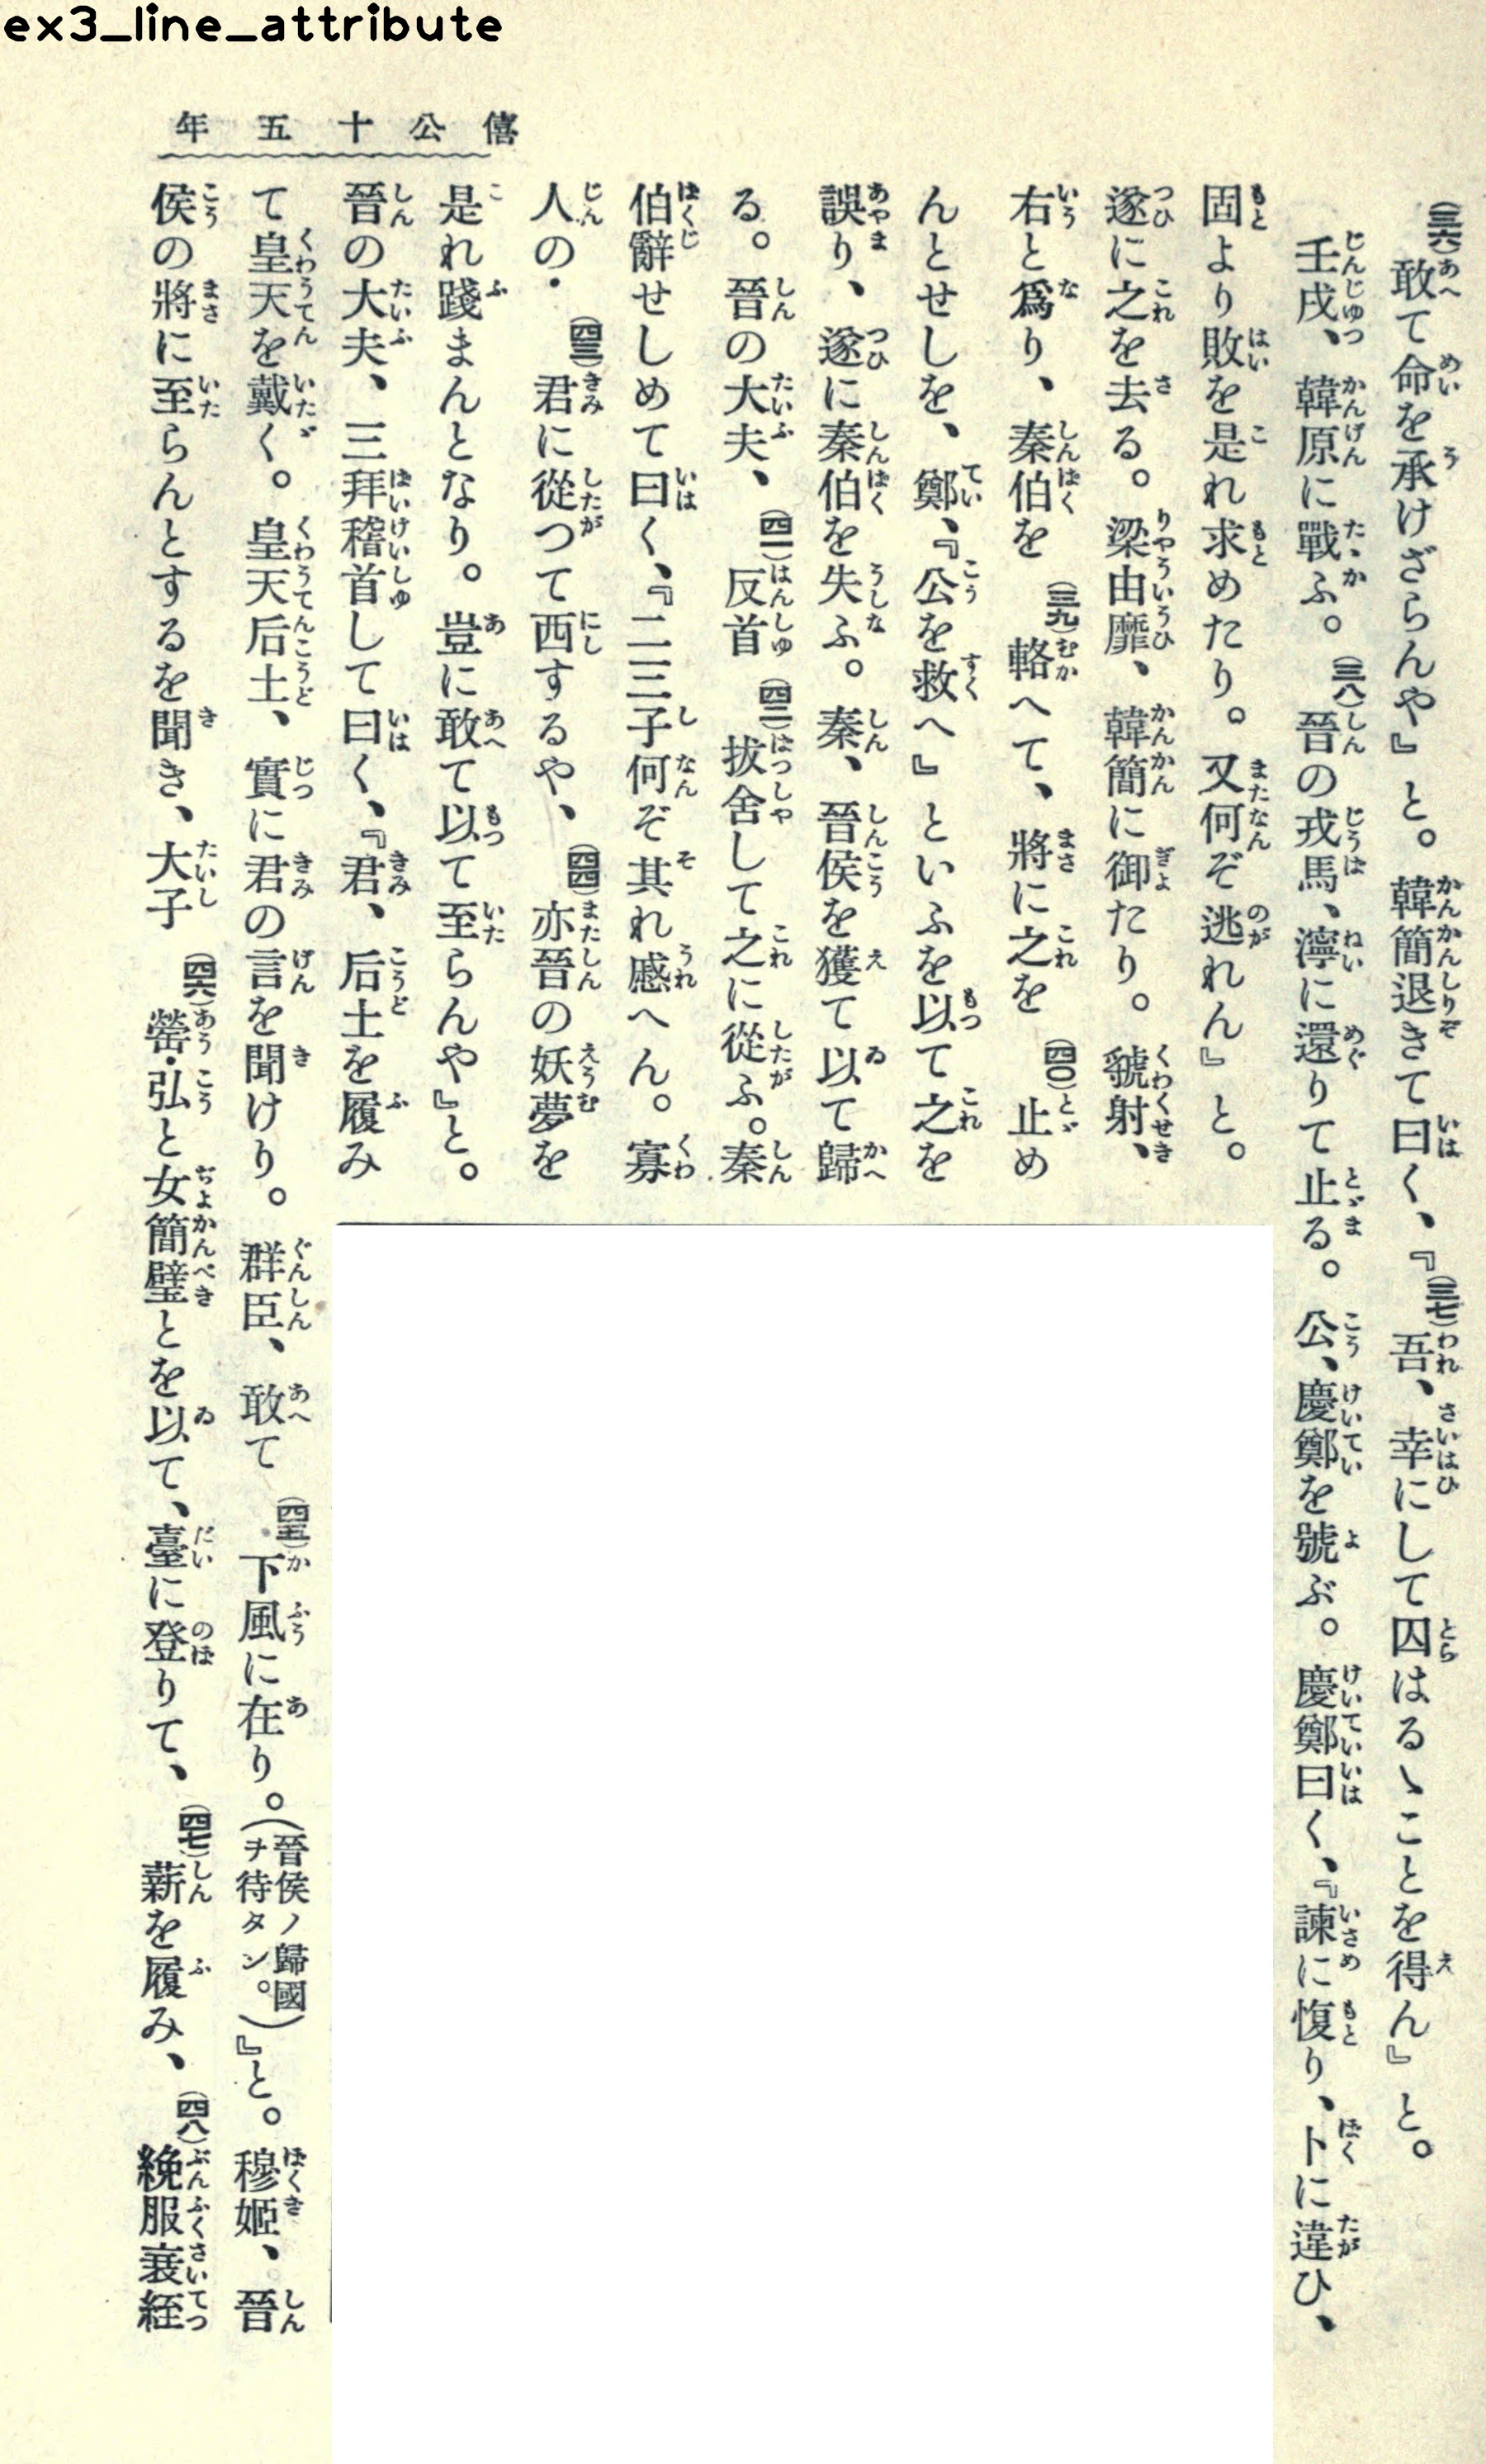 ex3_line_attribute
僖公十五年
(三六)敢て命を承けざらんや』と。韓簡退きて曰く、『(三七)吾、幸にして囚はるゝことを得ん』と。
壬戌、韓原に戰ふ。(三八)晉の戎馬、濘に還りて止る。公、慶鄭を號ぶ。慶鄭曰く、『諫に愎り、卜に違ひ、
固より敗を是れ求めたり。又何ぞ逃れん』と。
遂に之を去る。梁由靡、韓簡に御たり。虢射、
右と爲り、秦伯を(三九)輅へて、將に之を(四〇)止め
んとせしを、鄭、『公を救へ』といふを以て之を
誤り、遂に秦伯を失ふ。秦、晉侯を獲て以て歸
る。晉の大夫、(四一)反首(四二)拔舍して之に從ふ。秦
伯辭せしめて曰く、『二三子何ぞ其れ慼へん。寡
人の・(四三)君に從つて西するや、(四四)亦晉の妖夢を
是れ踐まんとなり。豈に敢て以て至らんや』と。
晉の大夫、三拜稽首して曰く、『君、后土を履み
て皇天を戴く。皇天后土、實に君の言を聞けり。群臣、敢て(四五)下風に在り。(晉侯ノ歸國ヲ待タン。)』と。穆姬、晉
侯の將に至らんとするを聞き、大子(四六)罃・弘と女簡璧とを以て、臺に登りて、(四七)薪を履み、(四八)絻服衰絰